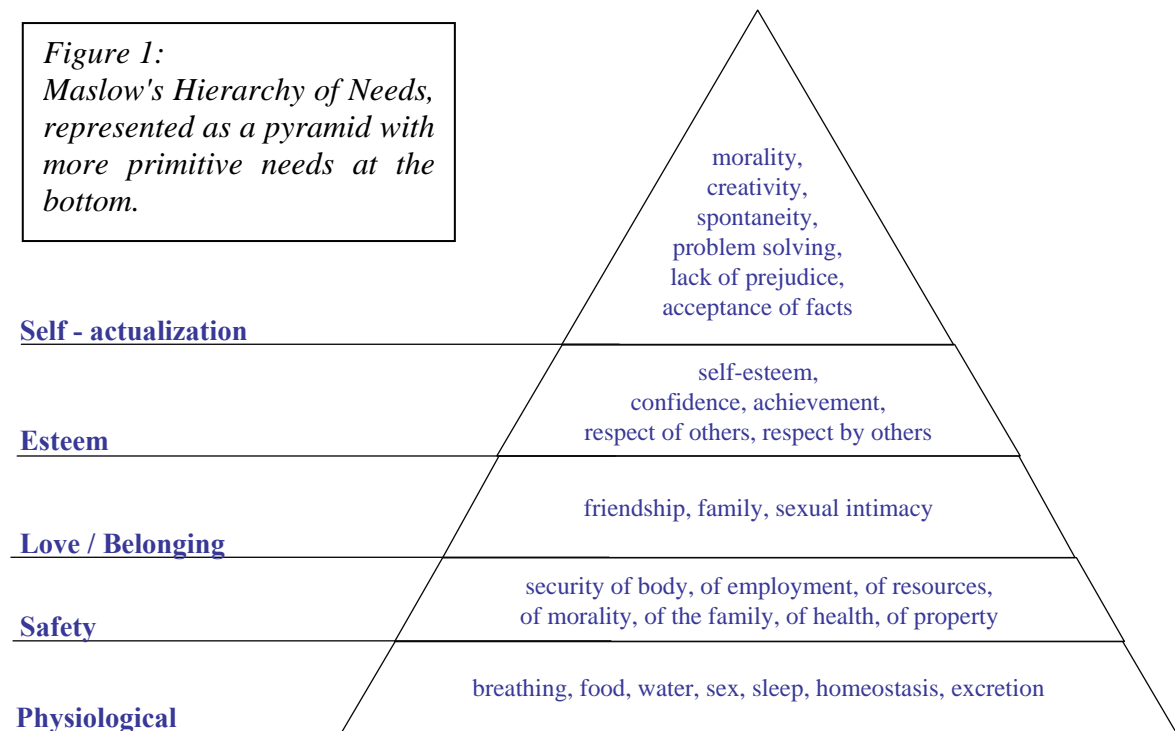 Figure 1:
Maslow's Hierarchy of Needs,
represented as a pyramid with
more primitive needs at the
bottom.
morality,
creativity,
spontaneity,
problem solving,
lack of prejudice,
acceptance of facts
Self - actualization
self-esteem,
confidence, achievement,
respect of others, respect by others
Esteem
friendship, family, sexual intimacy
Love / Belonging
security of body, of employment, of resources,
of morality, of the family, of health, of property
Safety
breathing, food, water, sex, sleep, homeostasis, excretion
Physiological